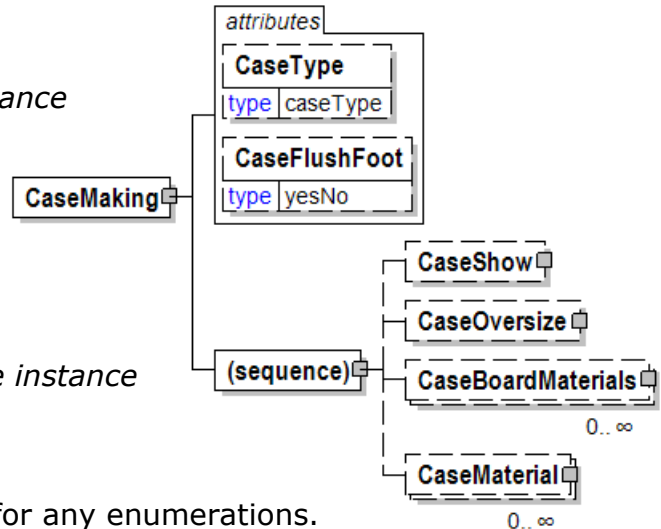 attributes
CaseType
type caseType
CaseFlushFoot
type yesNo
CaseMaking
CaseShow
CaseOversize
(sequence)
CaseBoardMaterials
0.. ∞
CaseMaterial
0.. ∞
instance
for any enumerations.